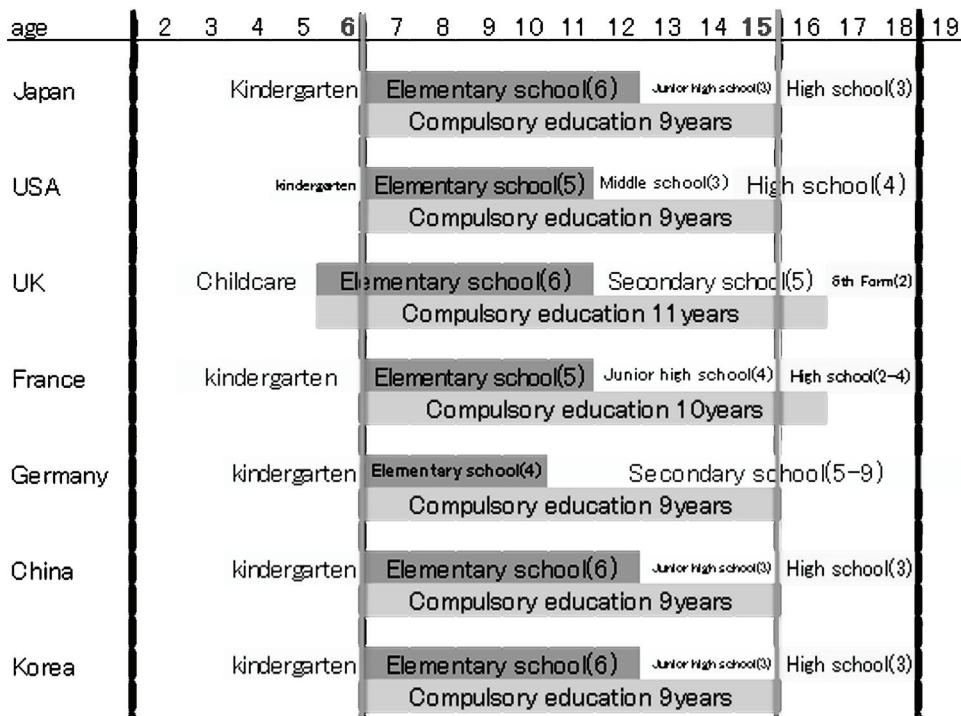 age 2 3 4 5 6 7 8 9 10 11 12 13 14 15 16 17 18 19
Japan Kindergarten Elementary school(6) Junior high school(3) High school(3)
Compulsory education 9years
USA kindergarten Elementary school(5) Middle school(3) High school(4)
Compulsory education 9years
UK Childcare Elementary school(6) Secondary school(5) 6th Form(2)
Compulsory education 11years
France kindergarten Elementary school(5) Junior high school(4) High school(2-4)
Compulsory education 10years
Germany kindergarten Elementary school(4) Secondary school(5-9)
Compulsory education 9years
China kindergarten Elementary school(6) Junior high school(3) High school(3)
Compulsory education 9years
Korea kindergarten Elementary school(6) Junior high school(3) High school(3)
Compulsory education 9years